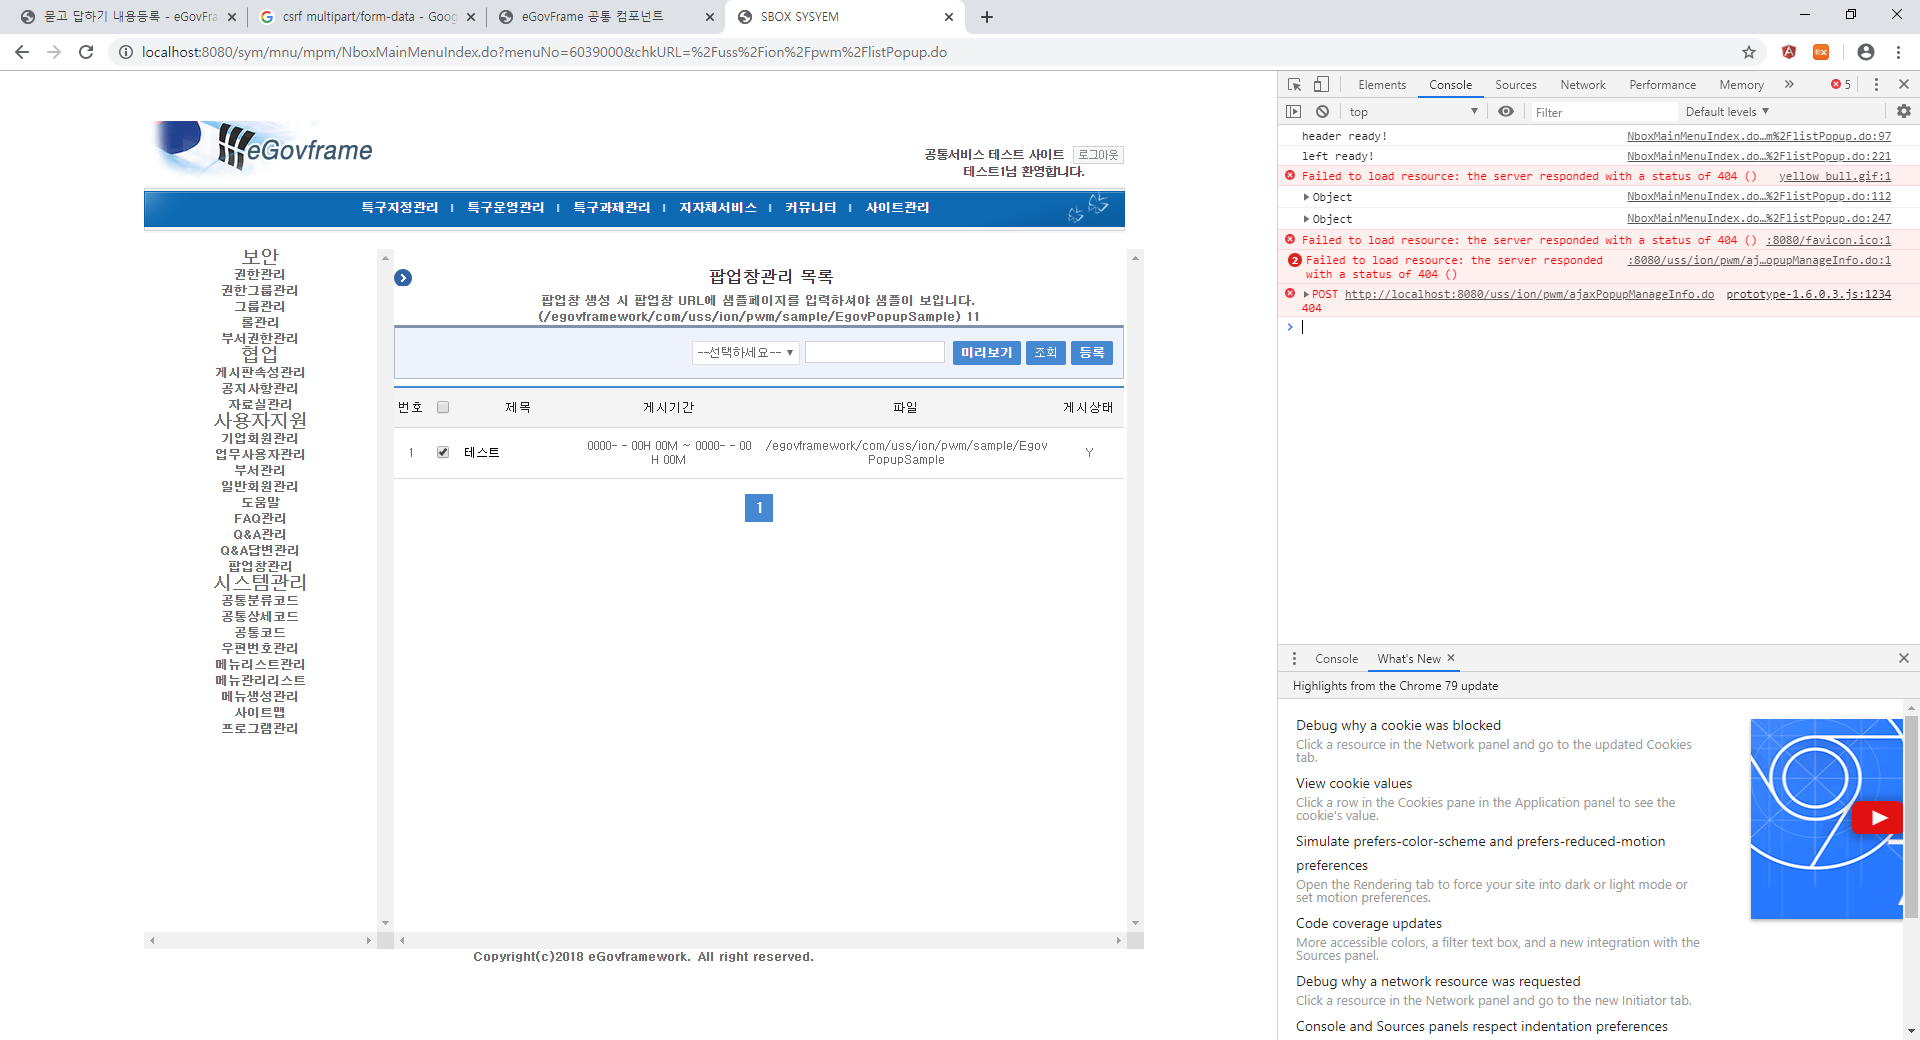 묻고 답하기 내용등록 - eGovFra
csrf multipart/form-data - Goog
eGovFrame 공통 컴포넌트
SBOX SYSYEM
localhost:8080/sym/mnu/mpm/NboxMainMenuIndex.do?menuNo=6039000&chkURL=%2Fuss%2Fion%2Fpwm%2FlistPopup.do
eGovframe
공통서비스 테스트 사이트 로그아웃
테스트1님 환영합니다.
특구지정관리 특구운영관리 특구과제관리 지자체서비스 커뮤니티 사이트관리
보안
권한관리
권한그룹관리
그룹관리
롤관리
부서권한관리
협업
게시판속성관리
공지사항관리
자료실관리
사용자지원
기업회원관리
업무사용자관리
부서관리
일반회원관리
도움말
FAQ관리
Q&A관리
Q&A답변관리
팝업창관리
시스템관리
공통분류코드
공통상세코드
공통코드
우편번호관리
메뉴리스트관리
메뉴관리리스트
메뉴생성관리
사이트맵
프로그램관리
팝업창관리 목록
팝업창 생성 시 팝업창 URL에 샘플페이지를 입력하셔야 샘플이 보입니다.
(/egovframework/com/uss/ion/pwm/sample/EgovPopupSample) 11
--선택하세요-- 미리보기 조회 등록
번호 제목 게시기간 파일 게시상태
1 테스트 0000- - 00H 00M ~ 0000- - 00 /egovframework/com/uss/ion/pwm/sample/Egov Y
H 00M PopupSample
1
Copyright(c)2018 eGovframework. All right reserved.
Elements Console Sources Network Performance Memory 5
top Filter Default levels
header ready! NboxMainMenuIndex.do…m%2FlistPopup.do:97
left ready! NboxMainMenuIndex.do…%2FlistPopup.do:221
Failed to load resource: the server responded with a status of 404 () yellow_bull.gif:1
Object NboxMainMenuIndex.do…%2FlistPopup.do:112
Object NboxMainMenuIndex.do…%2FlistPopup.do:247
Failed to load resource: the server responded with a status of 404 () :8080/favicon.ico:1
2 Failed to load resource: the server responded :8080/uss/ion/pwm/aj…opupManageInfo.do:1
with a status of 404 ()
POST http://localhost:8080/uss/ion/pwm/ajaxPopupManageInfo.do prototype-1.6.0.3.js:1234
404
Console What's New
Highlights from the Chrome 79 update
Debug why a cookie was blocked
Click a resource in the Network panel and go to the updated Cookies
tab.
View cookie values
Click a row in the Cookies pane in the Application panel to see the
cookie's value.
Simulate prefers-color-scheme and prefers-reduced-motion
preferences
Open the Rendering tab to force your site into dark or light mode or
set motion preferences.
Code coverage updates
More accessible colors, a filter text box, and a new integration with the
Sources panel.
Debug why a network resource was requested
Click a resource in the Network panel and go to the new Initiator tab.
Console and Sources panels respect indentation preferences